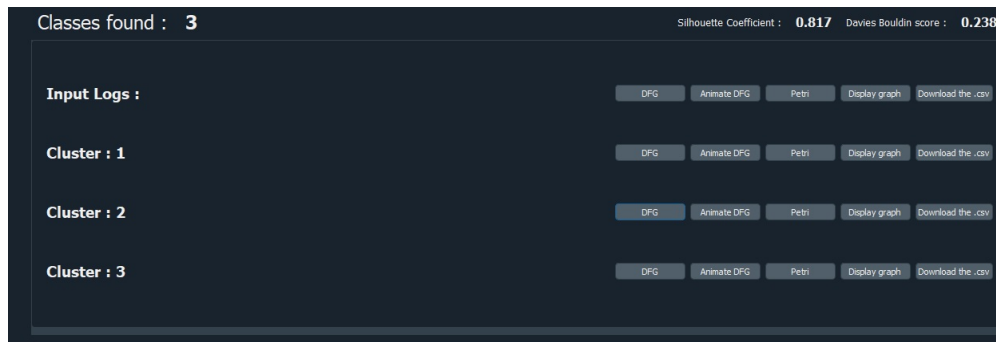 Classes found : 3 Silhouette Coefficient : 0.817 Davies Bouldin score : 0.238
Input Logs : DFG Animate DFG Petri Display graph Download the .csv
Cluster : 1 DFG Animate DFG Petri Display graph Download the .csv
Cluster : 2 DFG Animate DFG Petri Display graph Download the .csv
Cluster : 3 DFG Animate DFG Petri Display graph Download the .csv